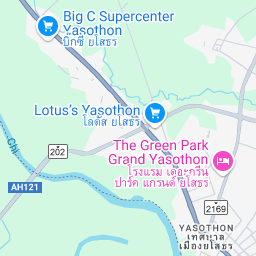 Big C Supercenter
Yasothon
บิ๊กซี ยโสธร
Lotus's Yasothon
โลตัส ยโสธร
The Green Park
Grand Yasothon
โรงแรม เดอะกรีน
ปาร์ค แกรนด์ ยโสธร
Chi
202
AH121
2169
YASOTHON
เทศบาล
เมืองยโสธร